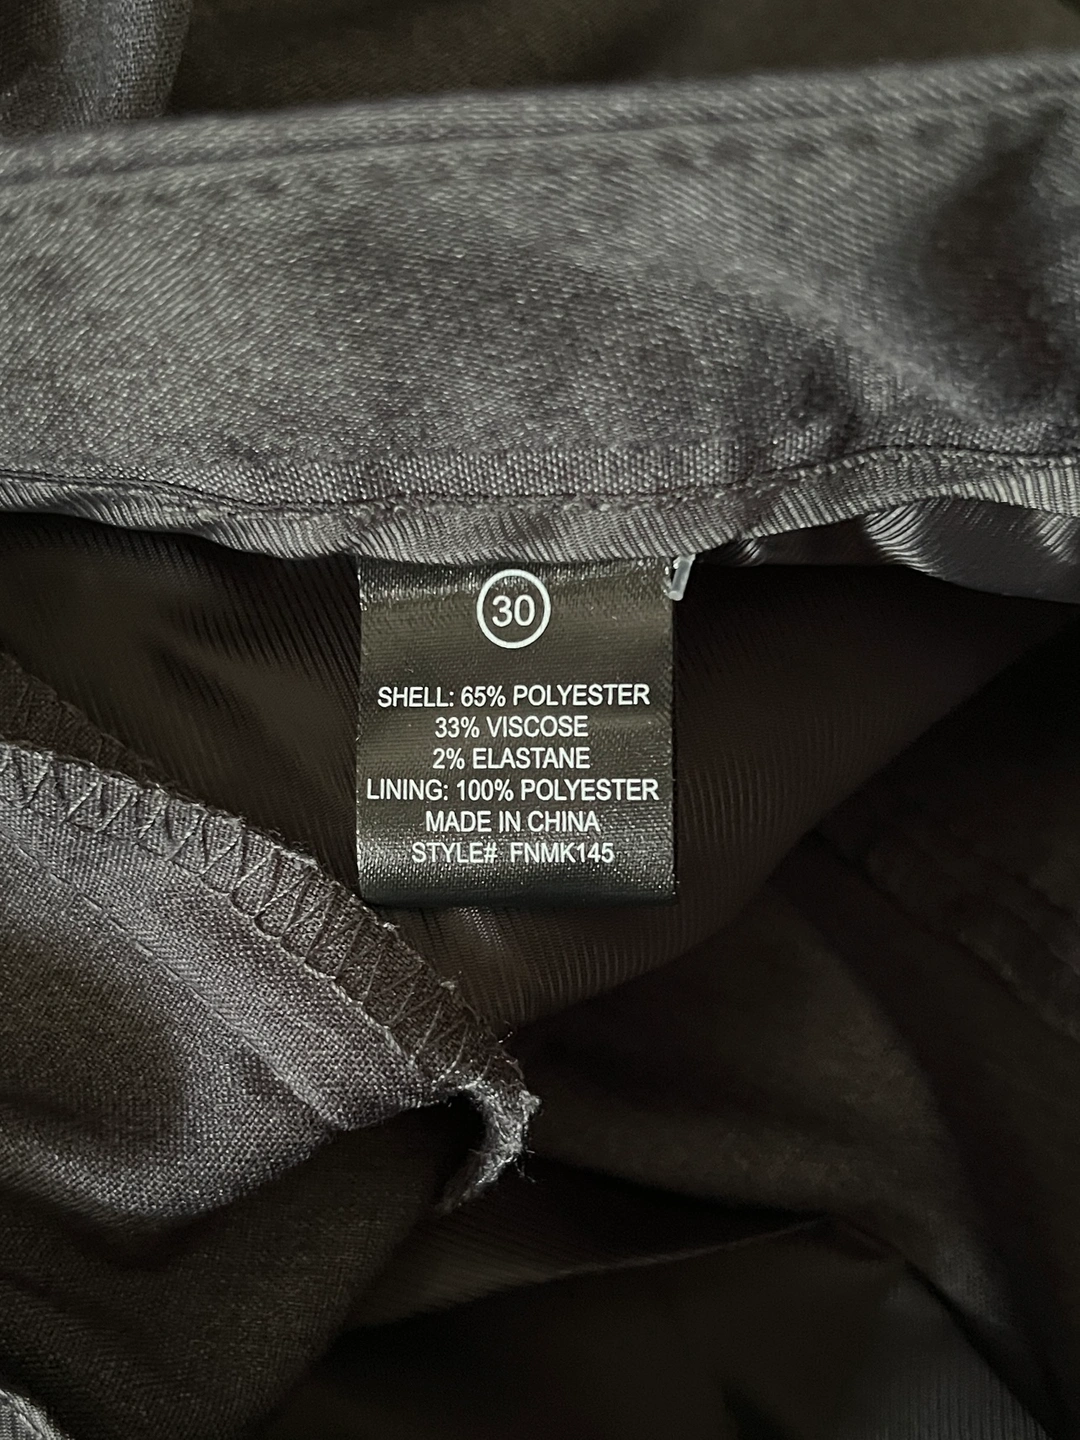 30
SHELL: 65% POLYESTER
33% VISCOSE
2% ELASTANE
LINING: 100% POLYESTER
MADE IN CHINA
STYLE# FNMK145